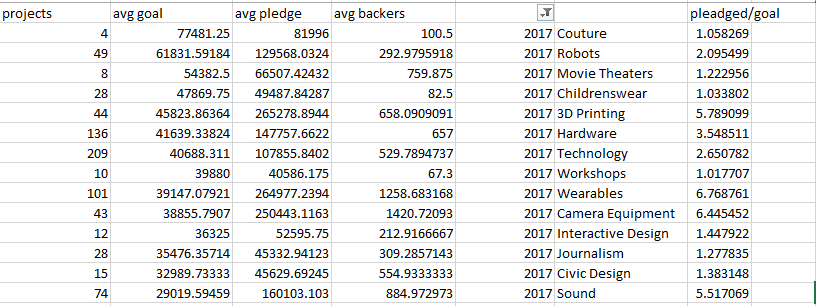 projects avg goal avg pledge avg backers pleadged/goal
4 77481.25 81996 100.5 2017 Couture 1.058269
49 61831.59184 129568.0324 292.9795918 2017 Robots 2.095499
8 54382.5 66507.42432 759.875 2017 Movie Theaters 1.222956
28 47869.75 49487.84287 82.5 2017 Childrenswear 1.033802
44 45823.86364 265278.8944 658.0909091 2017 3D Printing 5.789099
136 41639.33824 147757.6622 657 2017 Hardware 3.548511
209 40688.311 107855.8402 529.7894737 2017 Technology 2.650782
10 39880 40586.175 67.3 2017 Workshops 1.017707
101 39147.07921 264977.2394 1258.683168 2017 Wearables 6.768761
43 38855.7907 250443.1163 1420.72093 2017 Camera Equipment 6.445452
12 36325 52595.75 212.9166667 2017 Interactive Design 1.447922
28 35476.35714 45332.94123 309.2857143 2017 Journalism 1.277835
15 32989.73333 45629.69245 554.9333333 2017 Civic Design 1.383148
74 29019.59459 160103.103 884.972973 2017 Sound 5.517069